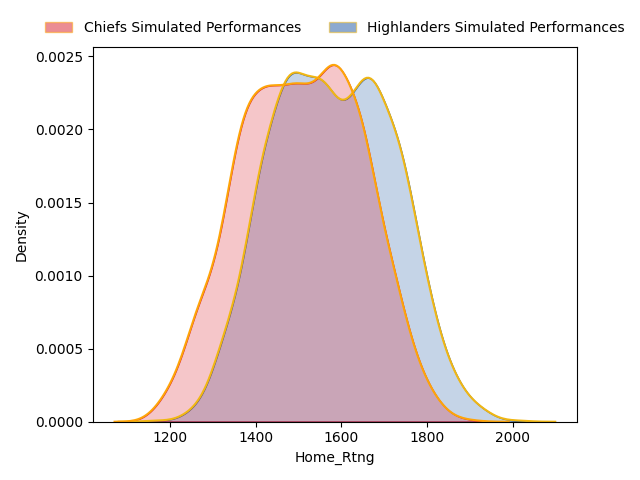 Chiefs Simulated Performances Highlanders Simulated Performances
0.0025
0.0020
0.0015
0.0010
0.0005
0.0000
Density
1200 1400 1600 1800 2000
Home_Rtng